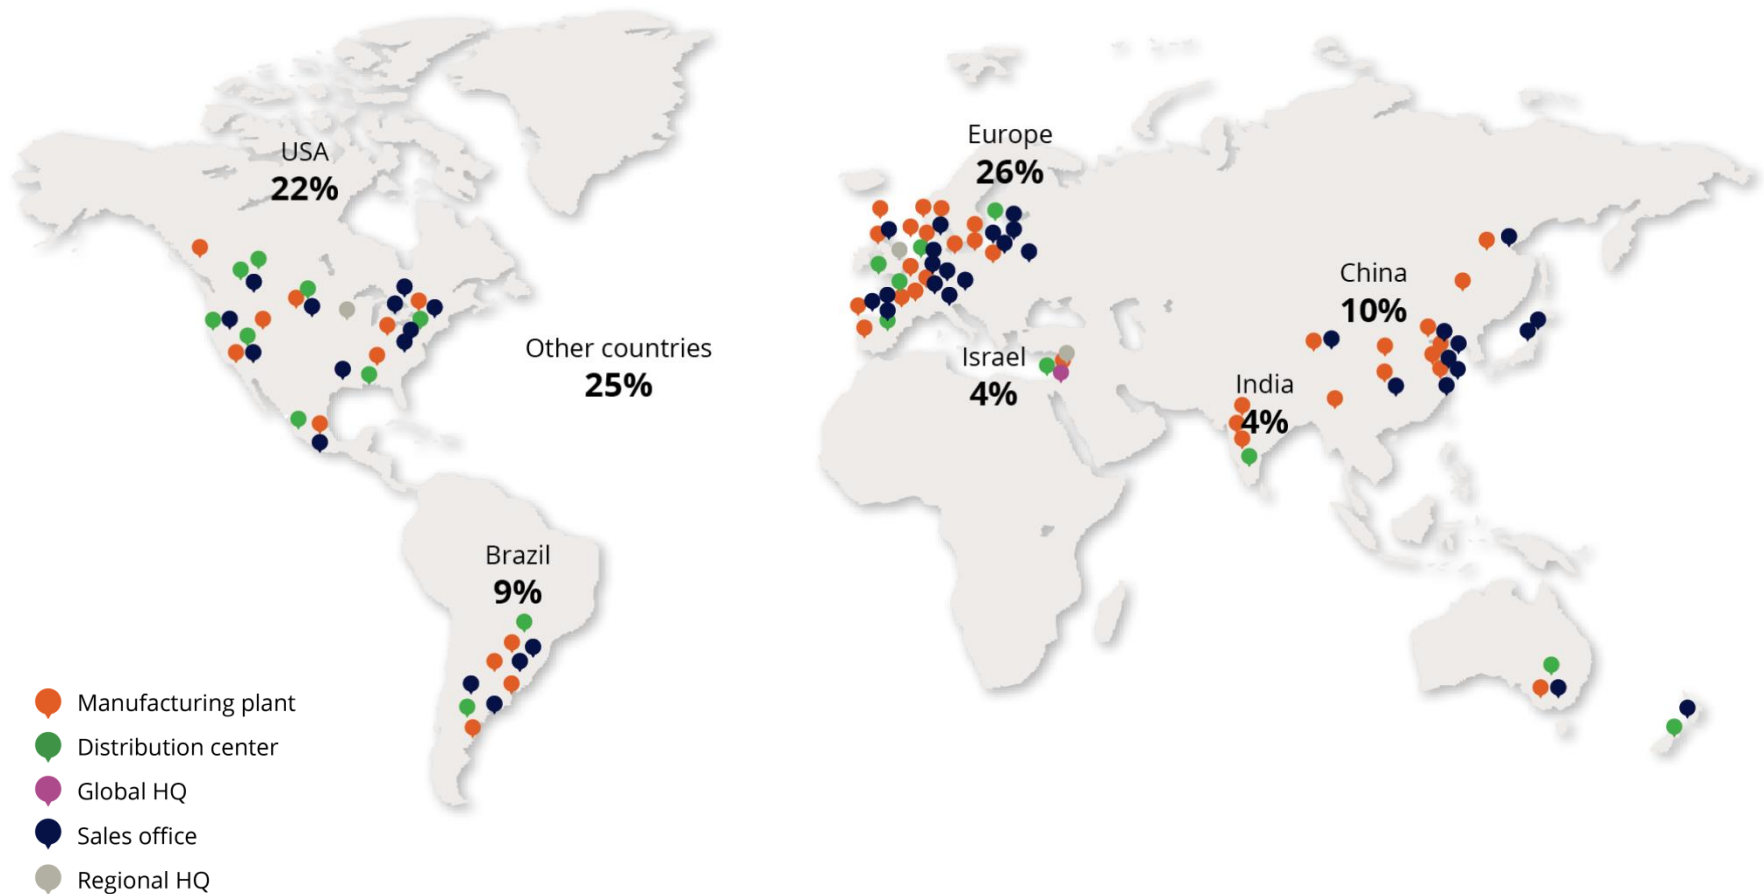 USA
22%
Europe
26%
China
10%
Other countries
25%
Israel
4%
India
4%
Brazil
9%
Manufacturing plant
Distribution center
Global HQ
Sales office
Regional HQ